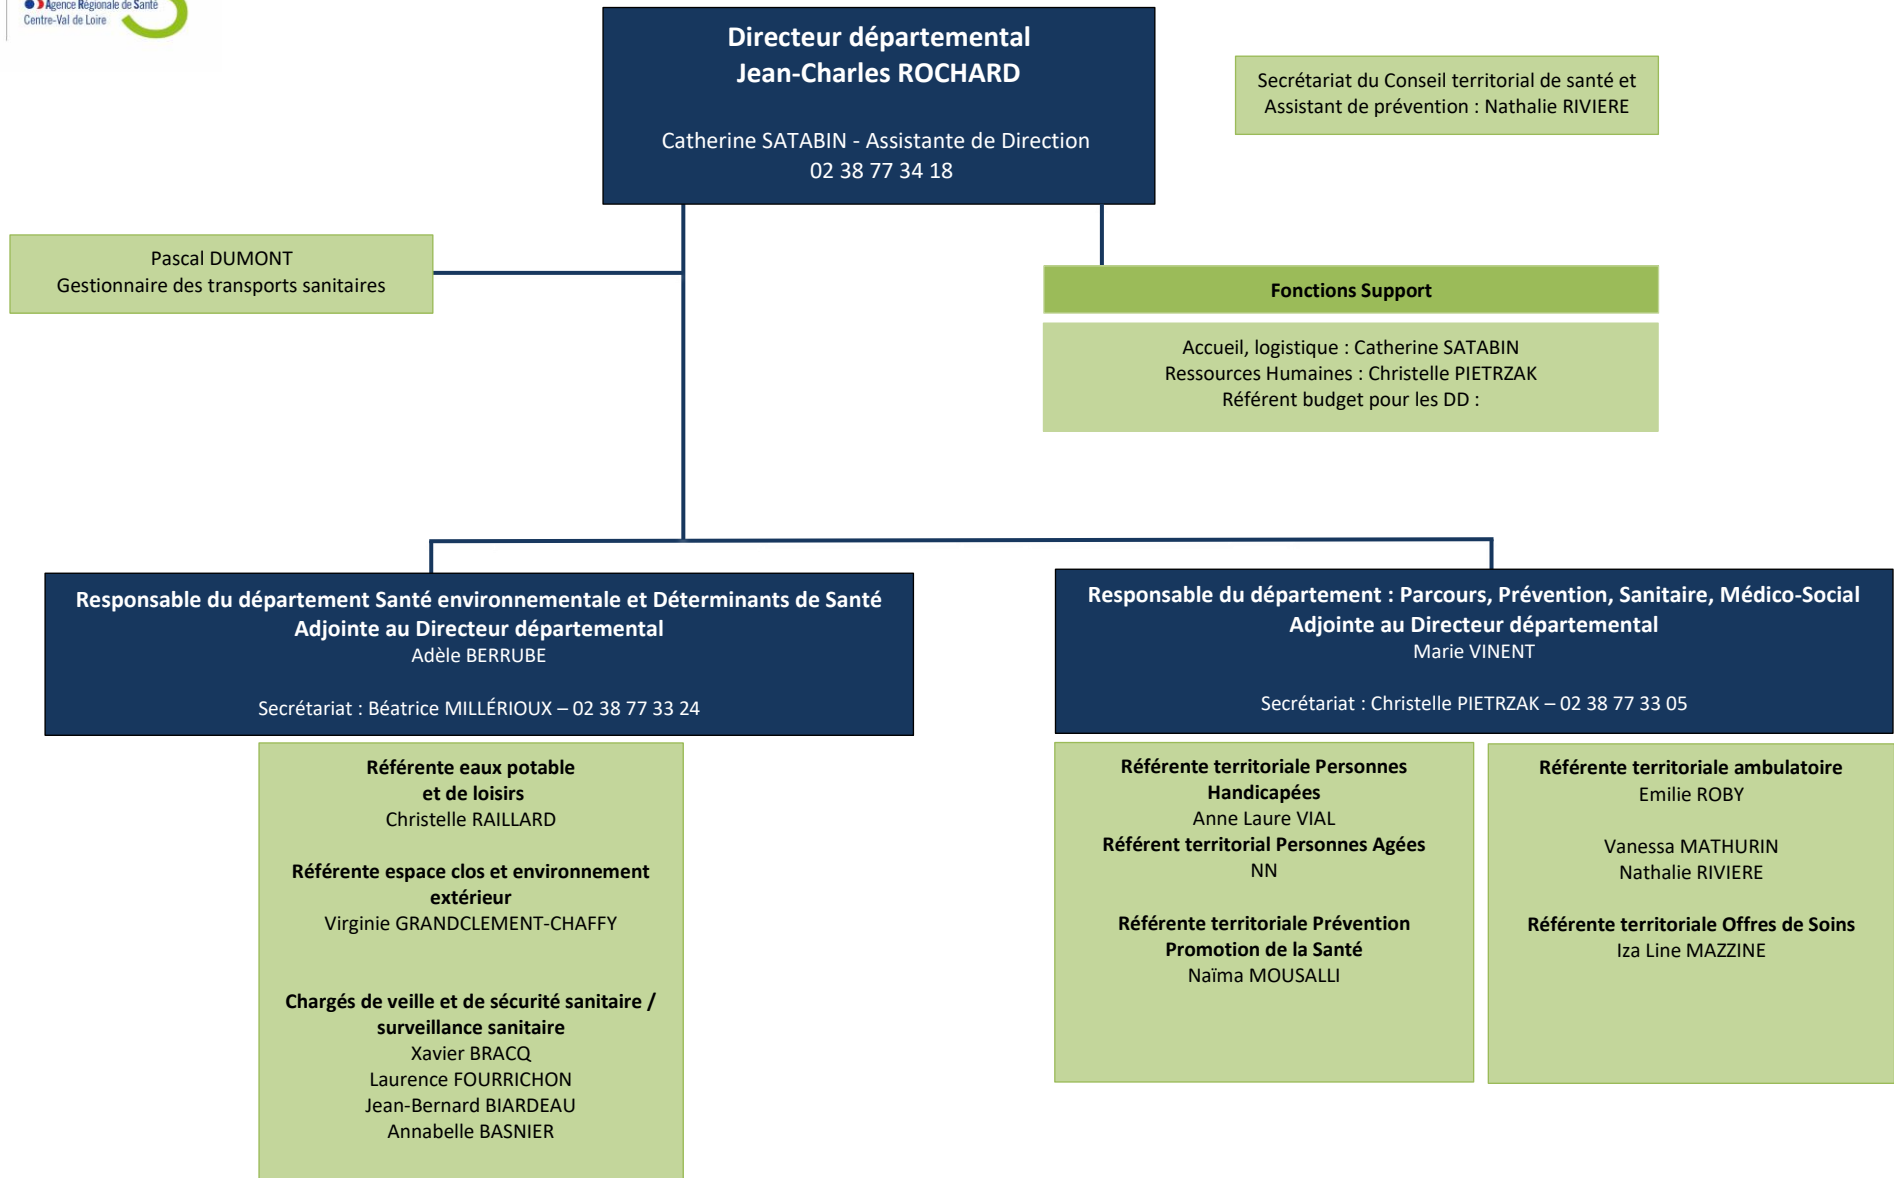 Agence Régionale de Santé
Centre-Val de Loire
Directeur départemental
Jean-Charles ROCHARD
Catherine SATABIN - Assistante de Direction
02 38 77 34 18
Secrétariat du Conseil territorial de santé et
Assistant de prévention : Nathalie RIVIERE
Pascal DUMONT
Gestionnaire des transports sanitaires
Fonctions Support
Accueil, logistique : Catherine SATABIN
Ressources Humaines : Christelle PIETRZAK
Référent budget pour les DD :
Responsable du département Santé environnementale et Déterminants de Santé
Adjointe au Directeur départemental
Adèle BERRUBE
Secrétariat : Béatrice MILLÉRIOUX – 02 38 77 33 24
Référente eaux potable
et de loisirs
Christelle RAILLARD
Référente espace clos et environnement
extérieur
Virginie GRANDCLEMENT-CHAFFY
Chargés de veille et de sécurité sanitaire /
surveillance sanitaire
Xavier BRACQ
Laurence FOURRICHON
Jean-Bernard BIARDEAU
Annabelle BASNIER
Responsable du département : Parcours, Prévention, Sanitaire, Médico-Social
Adjointe au Directeur départemental
Marie VINENT
Secrétariat : Christelle PIETRZAK – 02 38 77 33 05
Référente territoriale Personnes
Handicapées
Anne Laure VIAL
Référent territorial Personnes Agées
NN
Référente territoriale Prévention
Promotion de la Santé
Naïma MOUSALLI
Référente territoriale ambulatoire
Emilie ROBY
Vanessa MATHURIN
Nathalie RIVIERE
Référente territoriale Offres de Soins
Iza Line MAZZINE